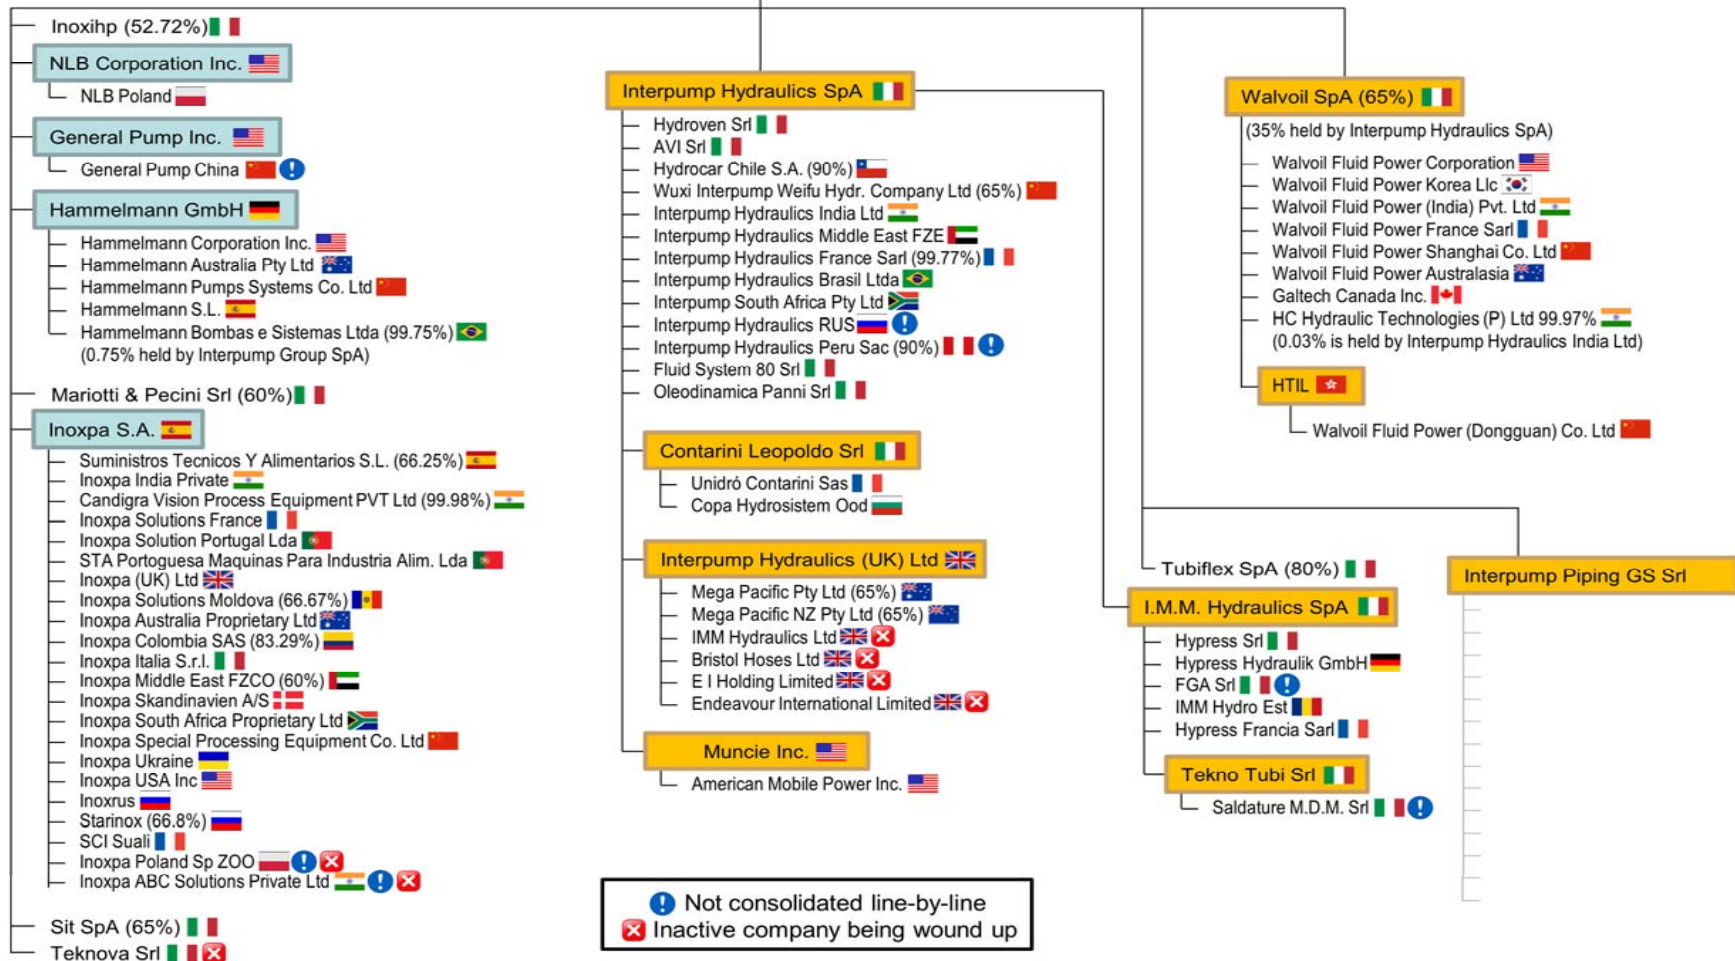 Inoxihp (52.72%)
NLB Corporation Inc.
NLB Poland
General Pump Inc.
General Pump China
Hammelmann GmbH
Hammelmann Corporation Inc.
Hammelmann Australia Pty Ltd
Hammelmann Pumps Systems Co. Ltd
Hammelmann S.L.
Hammelmann Bombas e Sistemas Ltda (99.75%)
(0.75% held by Interpump Group SpA)
Mariotti & Pecini Srl (60%)
Inoxpa S.A.
Suministros Tecnicos Y Alimentarios S.L. (66.25%)
Inoxpa India Private
Candigra Vision Process Equipment PVT Ltd (99.98%)
Inoxpa Solutions France
Inoxpa Solution Portugal Lda
STA Portoguesa Maquinas Para Industria Alim. Lda
Inoxpa (UK) Ltd
Inoxpa Solutions Moldova (66.67%)
Inoxpa Australia Proprietary Ltd
Inoxpa Colombia SAS (83.29%)
Inoxpa Italia S.r.l.
Inoxpa Middle East FZCO (60%)
Inoxpa Skandinavien A/S
Inoxpa South Africa Proprietary Ltd
Inoxpa Special Processing Equipment Co. Ltd
Inoxpa Ukraine
Inoxpa USA Inc
Inoxrus
Starinox (66.8%)
SCI Suali
Inoxpa Poland Sp ZOO
Inoxpa ABC Solutions Private Ltd
Sit SpA (65%)
Teknova Srl
Interpump Hydraulics SpA
Hydroven Srl
AVI Srl
Hydrocar Chile S.A. (90%)
Wuxi Interpump Weifu Hydr. Company Ltd (65%)
Interpump Hydraulics India Ltd
Interpump Hydraulics Middle East FZE
Interpump Hydraulics France Sarl (99.77%)
Interpump Hydraulics Brasil Ltda
Interpump South Africa Pty Ltd
Interpump Hydraulics RUS
Interpump Hydraulics Peru Sac (90%)
Fluid System 80 Srl
Oleodinamica Panni Srl
Contarini Leopoldo Srl
Unidró Contarini Sas
Copa Hydrosistem Ood
Interpump Hydraulics (UK) Ltd
Mega Pacific Pty Ltd (65%)
Mega Pacific NZ Pty Ltd (65%)
IMM Hydraulics Ltd
Bristol Hoses Ltd
E I Holding Limited
Endeavour International Limited
Muncie Inc.
American Mobile Power Inc.
Not consolidated line-by-line
Inactive company being wound up
Walvoil SpA (65%)
(35% held by Interpump Hydraulics SpA)
Walvoil Fluid Power Corporation
Walvoil Fluid Power Korea Llc
Walvoil Fluid Power (India) Pvt. Ltd
Walvoil Fluid Power France Sarl
Walvoil Fluid Power Shanghai Co. Ltd
Walvoil Fluid Power Australasia
Galtech Canada Inc.
HC Hydraulic Technologies (P) Ltd 99.97%
(0.03% is held by Interpump Hydraulics India Ltd)
HTIL
Walvoil Fluid Power (Dongguan) Co. Ltd
Tubiflex SpA (80%)
I.M.M. Hydraulics SpA
Hypress Srl
Hypress Hydraulik GmbH
FGA Srl
IMM Hydro Est
Hypress Francia Sarl
Tekno Tubi Srl
Saldature M.D.M. Srl
Interpump Piping GS Srl